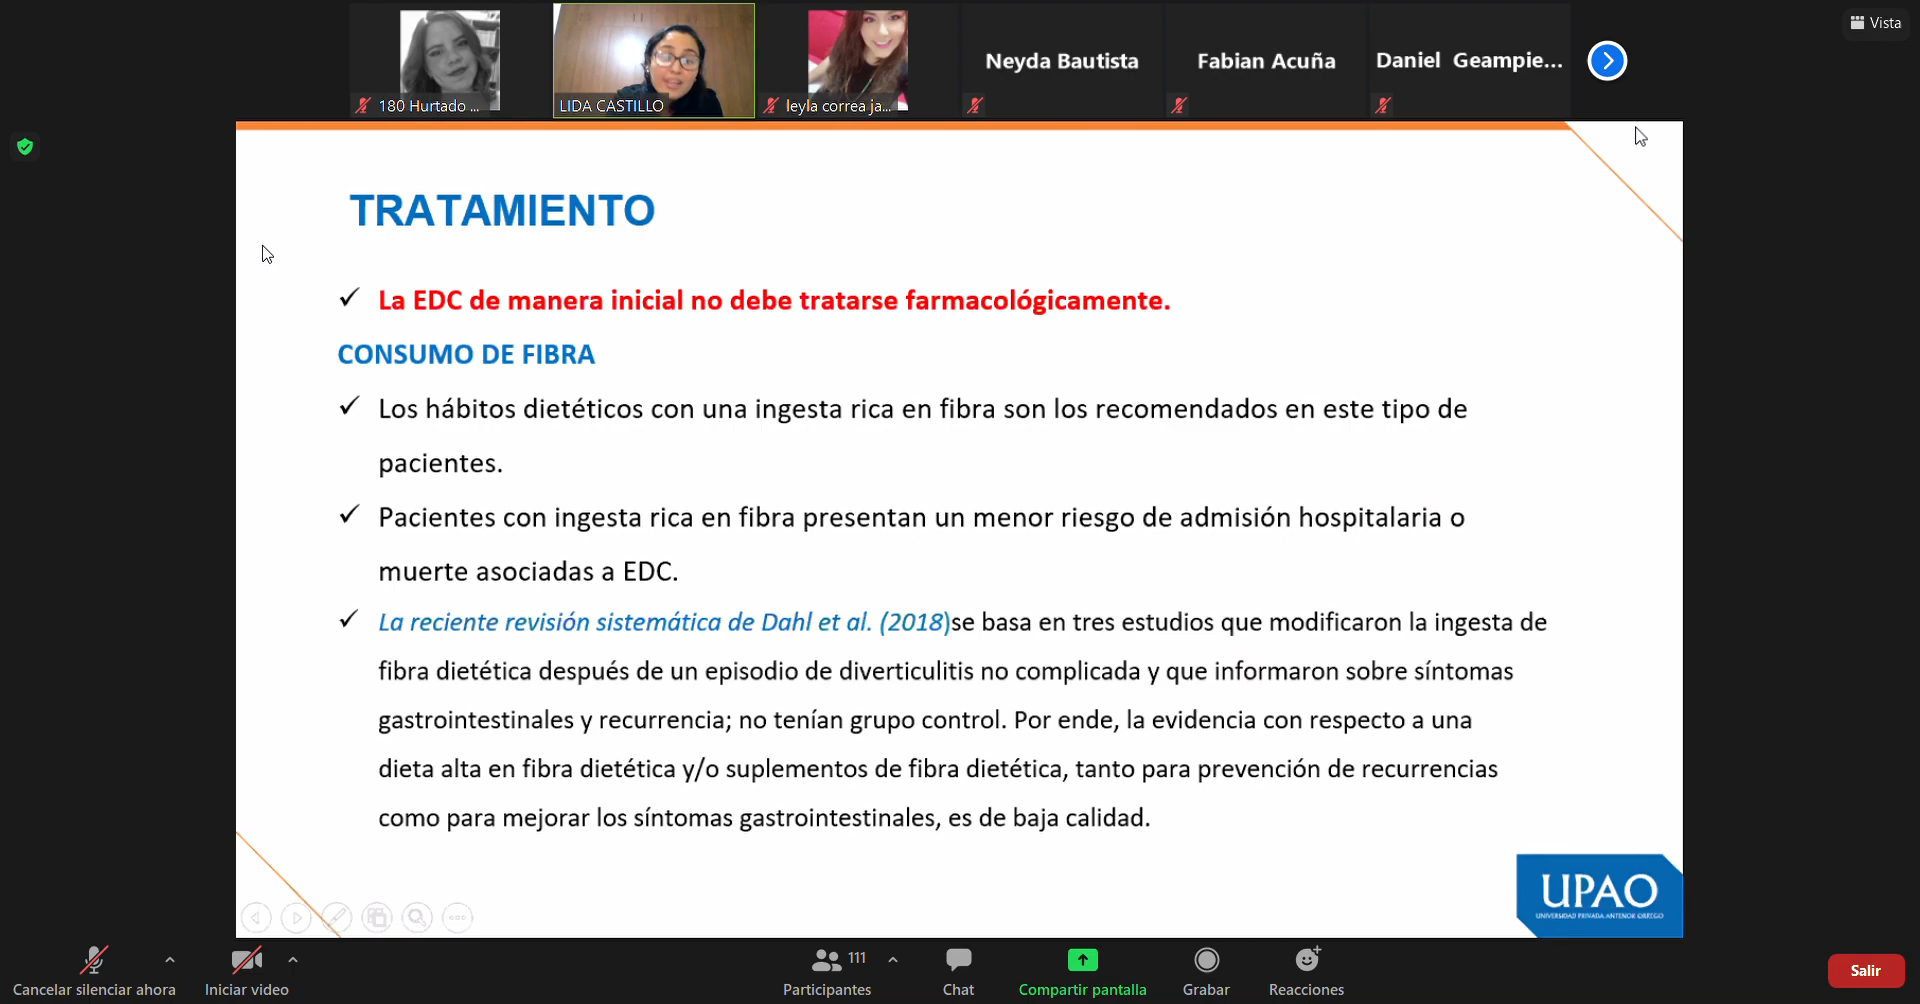 Vista
180 Hurtado ...
LIDA CASTILLO
leyla correa ja...
Neyda Bautista
Fabian Acuña
Daniel Geampie...
TRATAMIENTO
La EDC de manera inicial no debe tratarse farmacológicamente.
CONSUMO DE FIBRA
Los hábitos dietéticos con una ingesta rica en fibra son los recomendados en este tipo de
pacientes.
Pacientes con ingesta rica en fibra presentan un menor riesgo de admisión hospitalaria o
muerte asociadas a EDC.
La reciente revisión sistemática de Dahl et al. (2018)se basa en tres estudios que modificaron la ingesta de
fibra dietética después de un episodio de diverticulitis no complicada y que informaron sobre síntomas
gastrointestinales y recurrencia; no tenían grupo control. Por ende, la evidencia con respecto a una
dieta alta en fibra dietética y/o suplementos de fibra dietética, tanto para prevención de recurrencias
como para mejorar los síntomas gastrointestinales, es de baja calidad.
UPAO
UNIVERSIDAD PRIVADA ANTENOR ORREGO
Cancelar silenciar ahora
Iniciar video
111
Participantes
Chat
Compartir pantalla
Grabar
Reacciones
Salir